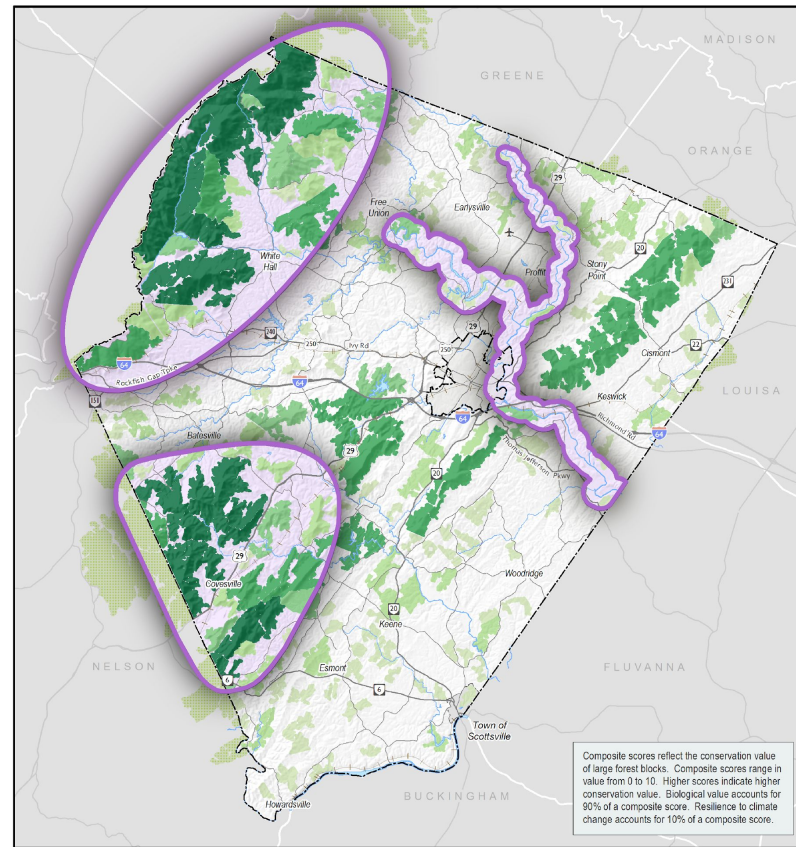 MADISON
GREENE
ORANGE
29
Free
Union
Earlysville
20
White
Hall
Proffit
Stony
Point
231
240
250
Ivy Rd
29
250
Cismont
22
64
Rockfish Gap Tpke
64
LOUISA
151
Keswick
Richmond Rd
64
64
Batesville
29
20
Thomas Jefferson Pkwy
29
Covesville
Woodridge
20
Keene
NELSON
Esmont
FLUVANNA
6
6
Town of
Scottsville
Composite scores reflect the conservation value
of large forest blocks. Composite scores range in
value from 0 to 10. Higher scores indicate higher
conservation value. Biological value accounts for
90% of a composite score. Resilience to climate
change accounts for 10% of a composite score.
BUCKINGHAM
Howardsville